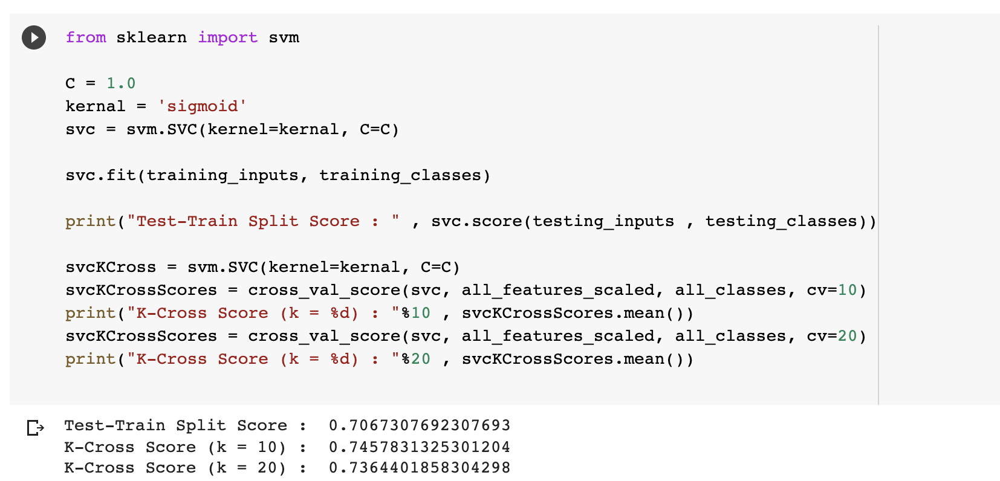 from sklearn import svm
C = 1.0
kernal = 'sigmoid'
svc = svm.SVC(kernel=kernal, C=C)
svc.fit(training_inputs, training_classes)
print("Test-Train Split Score : " , svc.score(testing_inputs , testing_classes))
svcKCross = svm.SVC(kernel=kernal, C=C)
svcKCrossScores = cross_val_score(svc, all_features_scaled, all_classes, cv=10)
print("K-Cross Score (k = %d) : "%10 , svcKCrossScores.mean())
svcKCrossScores = cross_val_score(svc, all_features_scaled, all_classes, cv=20)
print("K-Cross Score (k = %d) : "%20 , svcKCrossScores.mean())
Test-Train Split Score :  0.7067307692307693
K-Cross Score (k = 10) :  0.7457831325301204
K-Cross Score (k = 20) :  0.7364401858304298